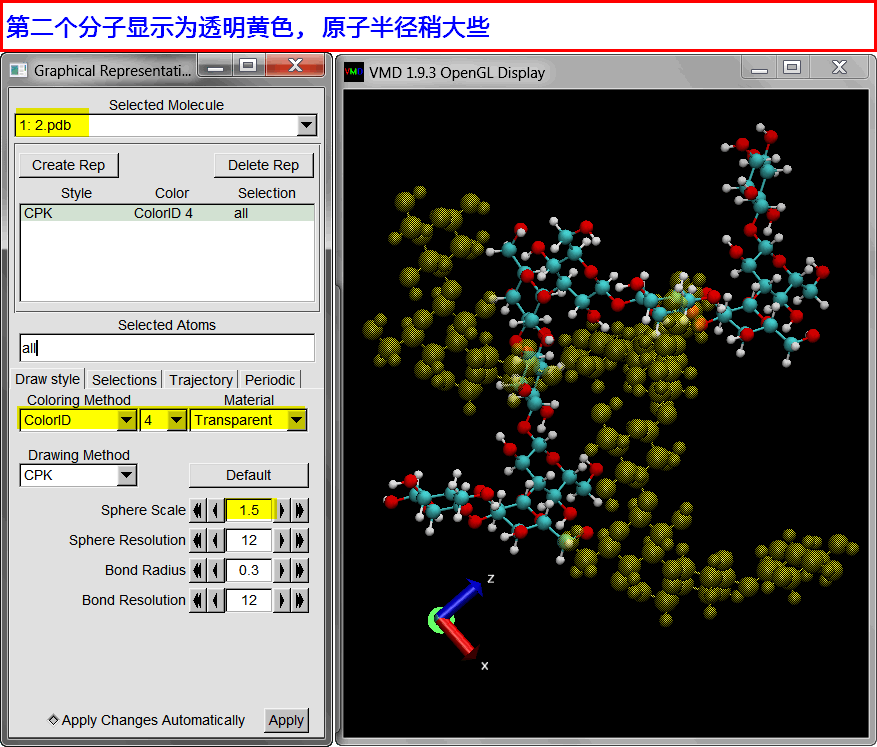 第二个分子显示为透明黄色, 原子半径稍大些
Graphical Representati...
Selected Molecule
1: 2.pdb
Create Rep
Delete Rep
Style Color Selection
CPK ColorID 4 all
Selected Atoms
all
Draw style Selections Trajectory Periodic
Coloring Method Material
ColorID 4 Transparent
Drawing Method
CPK Default
Sphere Scale 1.5
Sphere Resolution 12
Bond Radius 0.3
Bond Resolution 12
Apply Changes Automatically Apply
VMD VMD 1.9.3 OpenGL Display
z
x